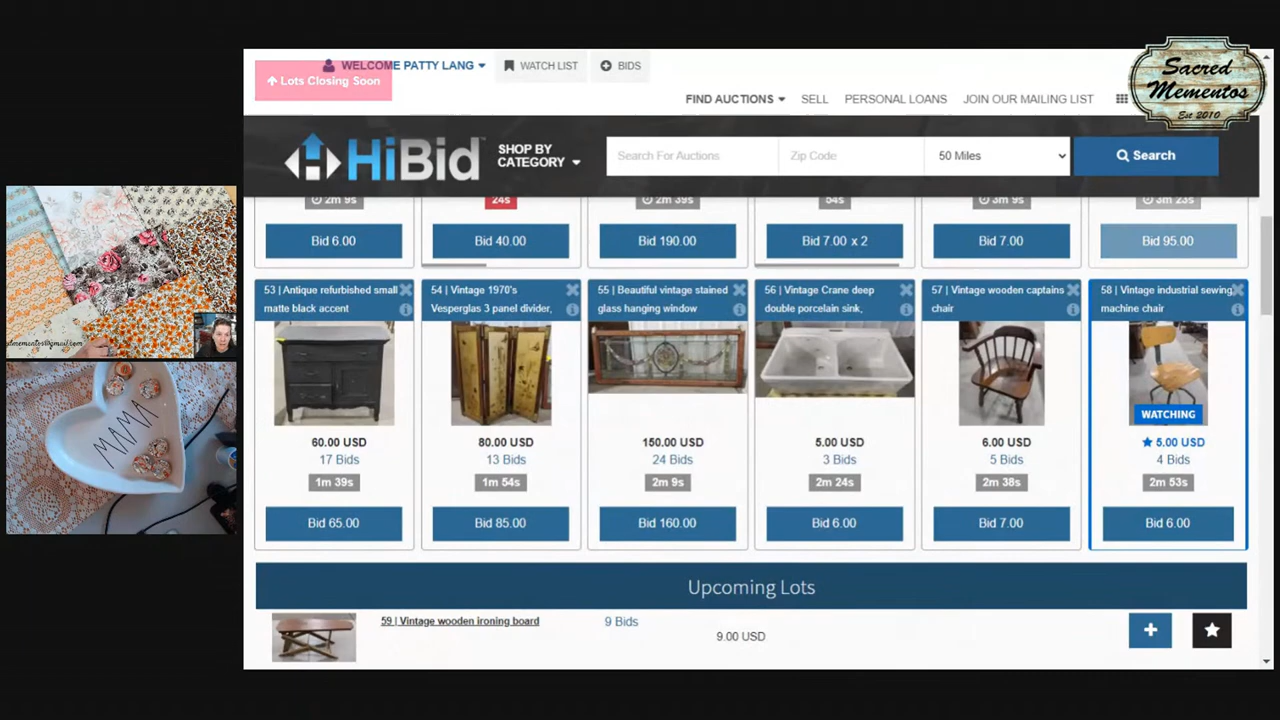 WELCOME PATTY LANG
WATCH LIST
BIDS
Lots Closing Soon
FIND AUCTIONS
SELL
PERSONAL LOANS
JOIN OUR MAILING LIST
Sacred
Mementos
Est 2010
HiBid
SHOP BY
CATEGORY
Search For Auctions
Zip Code
50 Miles
Search
2m 9s
24s
2m 39s
54s
3m 9s
3m 23s
Bid 6.00
Bid 40.00
Bid 190.00
Bid 7.00 x 2
Bid 7.00
Bid 95.00
53 | Antique refurbished small
matte black accent
54 | Vintage 1970's
Vesperglas 3 panel divider,
55 | Beautiful vintage stained
glass hanging window
56 | Vintage Crane deep
double porcelain sink,
57 | Vintage wooden captains
chair
58 | Vintage industrial sewing
machine chair
WATCHING
60.00 USD
17 Bids
1m 39s
Bid 65.00
80.00 USD
13 Bids
1m 54s
Bid 85.00
150.00 USD
24 Bids
2m 9s
Bid 160.00
5.00 USD
3 Bids
2m 24s
Bid 6.00
6.00 USD
5 Bids
2m 38s
Bid 7.00
5.00 USD
4 Bids
2m 53s
Bid 6.00
Upcoming Lots
59 | Vintage wooden ironing board
9 Bids
9.00 USD
MAMA